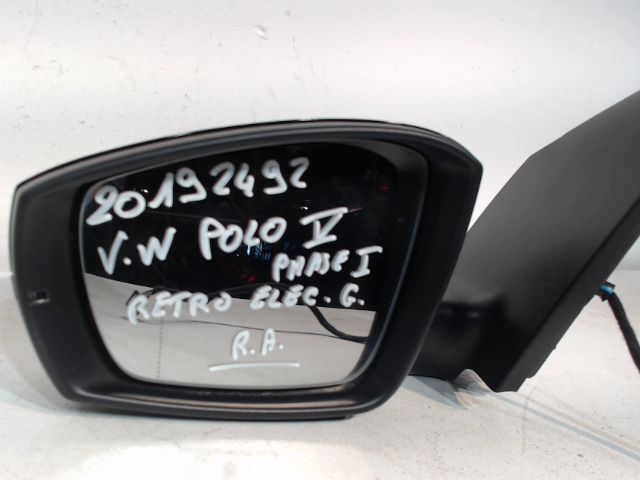 20192492
V.W POLO V
PHASE I
RETRO ELEC. G.
R.A.